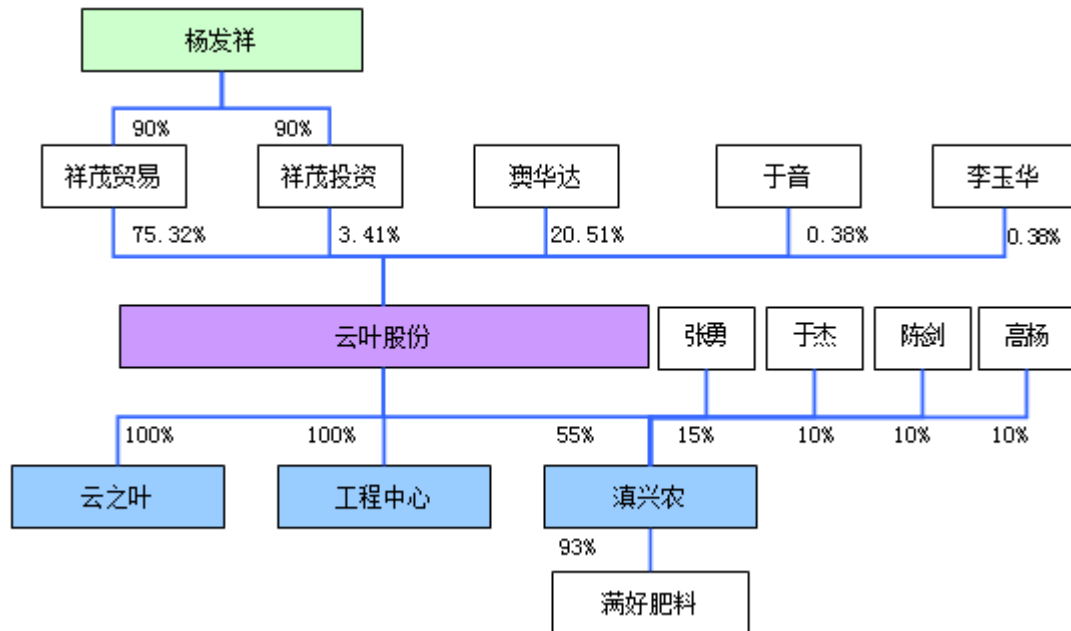 杨发祥
90%
90%
祥茂贸易
祥茂投资
澳华达
于音
李玉华
75.32%
3.41%
20.51%
0.38%
0.38%
云叶股份
张勇
于杰
陈剑
高杨
100%
100%
55%
15%
10%
10%
10%
云之叶
工程中心
滇兴农
93%
满好肥料